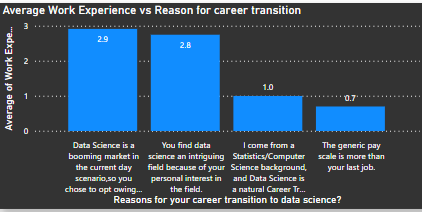 Average Work Experience vs Reason for career transition
Average of Work Expe...
3
2
1
0
2.9
2.8
1.0
0.7
Data Science is a
booming market in
the current day
scenario,so you
chose to opt owing...
You find data
science an intriguing
field because of your
personal interest in
the field.
I come from a
Statistics/Computer
Science background,
and Data Science is
a natural Career Tr...
The generic pay
scale is more than
your last job.
Reasons for your career transition to data science?